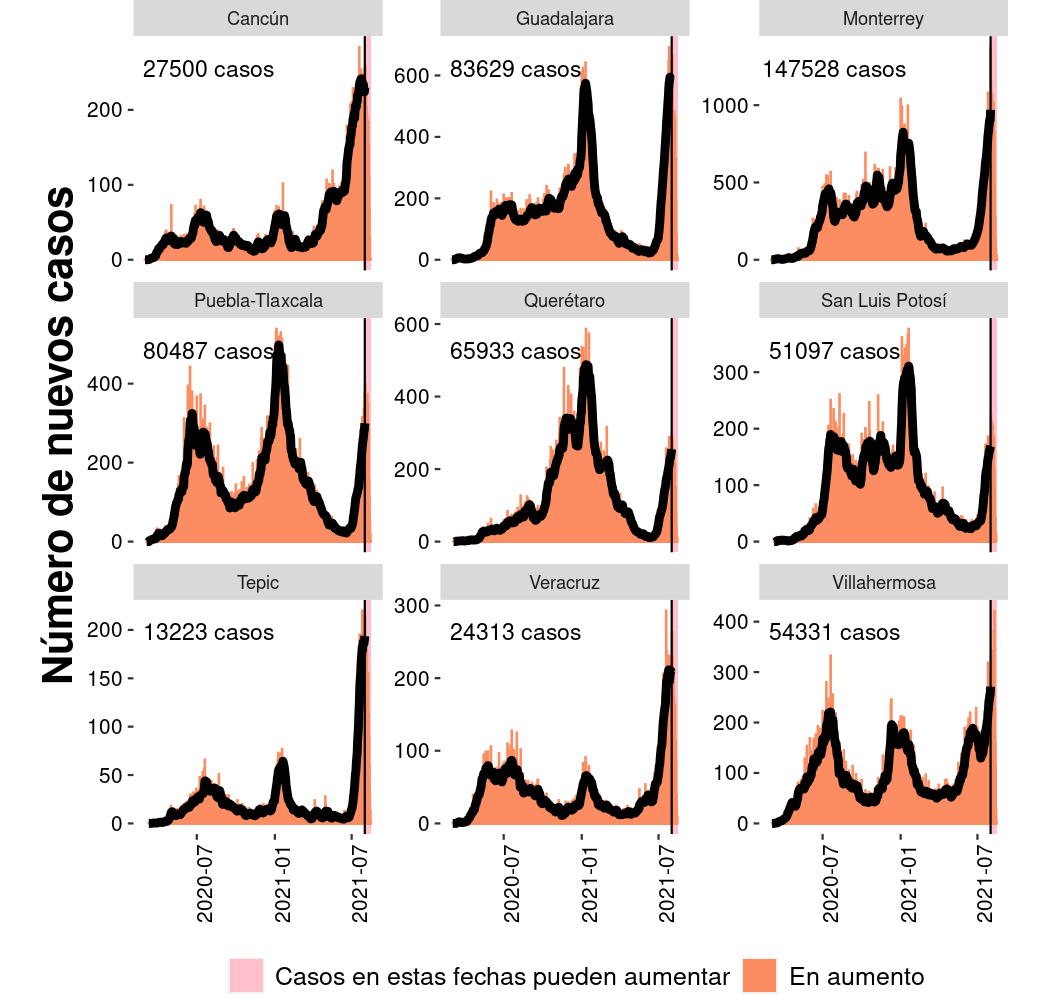 Número de nuevos casos
Cancún
Guadalajara
Monterrey
27500 casos
83629 casos
147528 casos
200
100
0
600
400
200
0
1000
500
0
Puebla-Tlaxcala
Querétaro
San Luis Potosí
80487 casos
65933 casos
51097 casos
400
200
0
600
400
200
0
300
200
100
0
Tepic
Veracruz
Villahermosa
13223 casos
24313 casos
54331 casos
200
150
100
50
0
300
200
100
0
400
300
200
100
0
2020-07
2021-01
2021-07
2020-07
2021-01
2021-07
2020-07
2021-01
2021-07
Casos en estas fechas pueden aumentar
En aumento